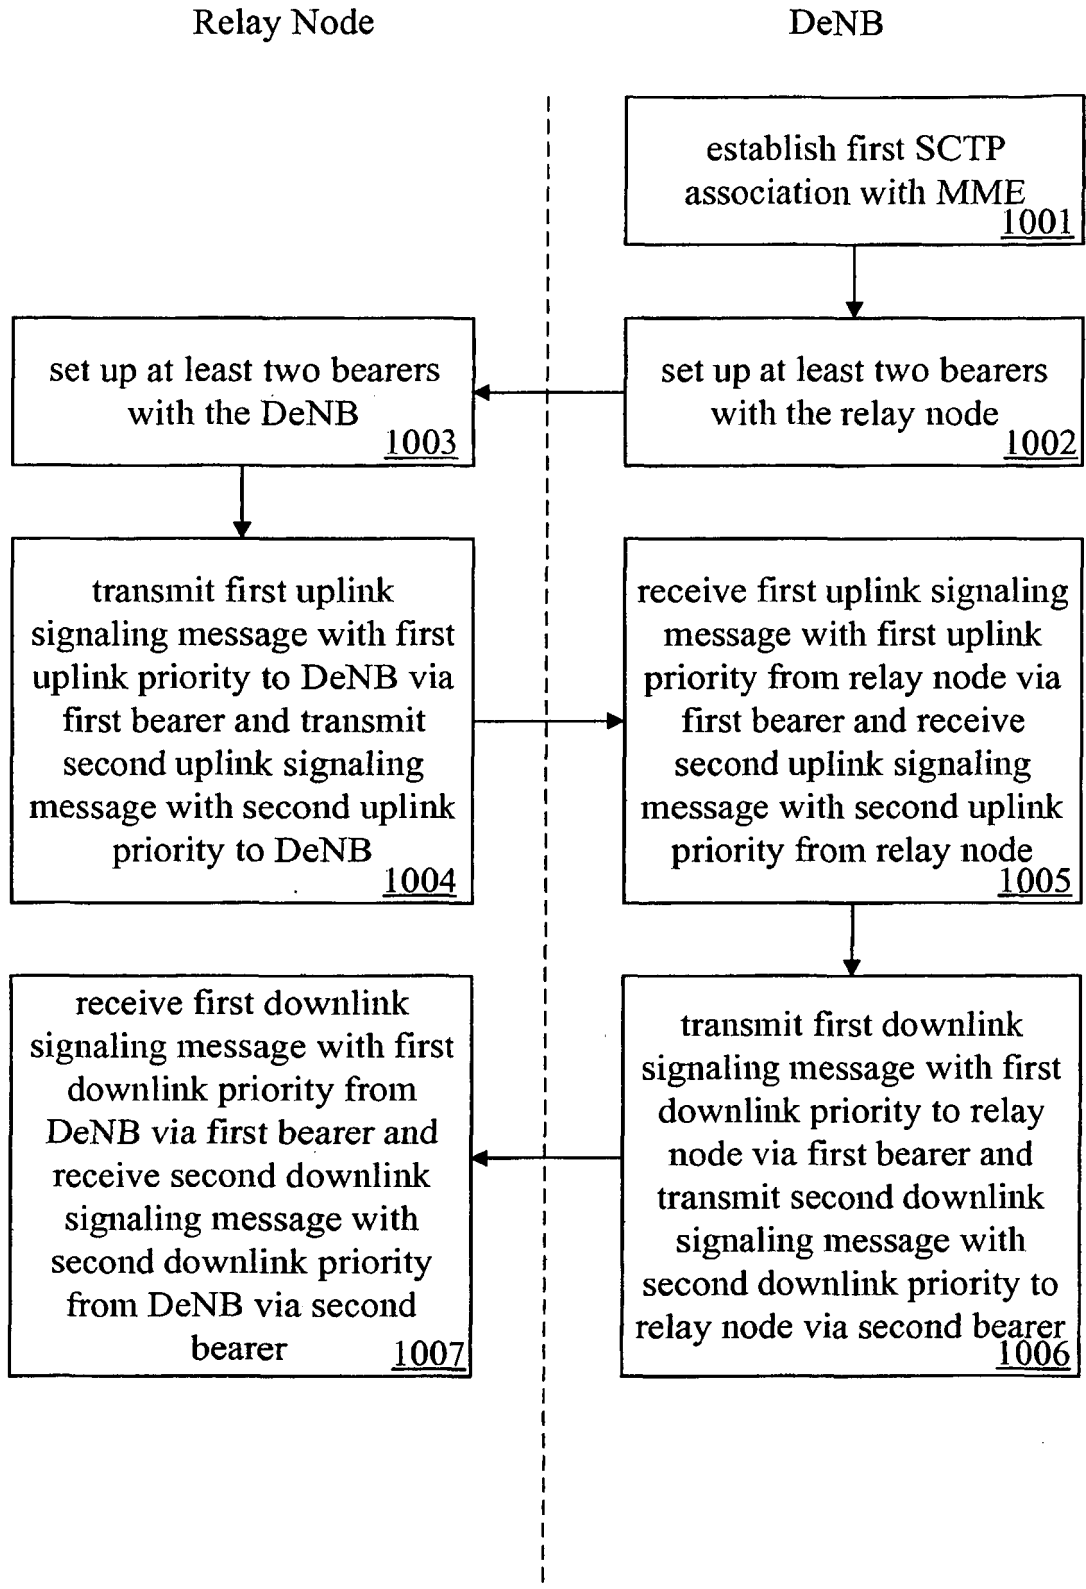 Relay Node
DeNB
establish first SCTP
association with MME
1001
set up at least two bearers
with the DeNB
1003
set up at least two bearers
with the relay node
1002
transmit first uplink
signaling message with first
uplink priority to DeNB via
first bearer and transmit
second uplink signaling
message with second uplink
priority to DeNB
1004
receive first uplink signaling
message with first uplink
priority from relay node via
first bearer and receive
second uplink signaling
message with second uplink
priority from relay node
1005
receive first downlink
signaling message with first
downlink priority from
DeNB via first bearer and
receive second downlink
signaling message with
second downlink priority
from DeNB via second
bearer
1007
transmit first downlink
signaling message with first
downlink priority to relay
node via first bearer and
transmit second downlink
signaling message with
second downlink priority to
relay node via second bearer
1006